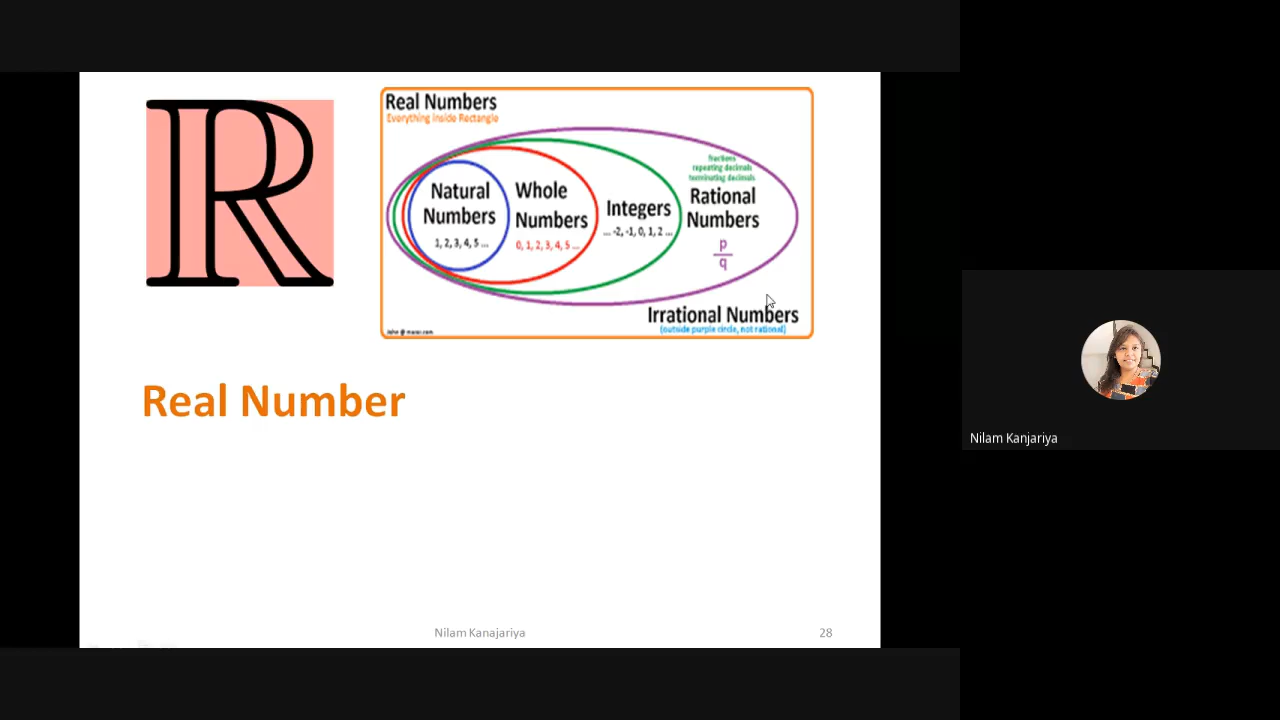 R
Real Numbers
Everything inside Rectangle
Natural
Numbers
1, 2, 3, 4, 5 ...
Whole
Numbers
0, 1, 2, 3, 4, 5 ...
Integers
... -2, -1, 0, 1, 2 ...
fractions
repeating decimals
terminating decimals
Rational
Numbers
p
q
Irrational Numbers
(outside purple circle, not rational)
Real Number
Nilam Kanajariya
28
Nilam Kanjariya